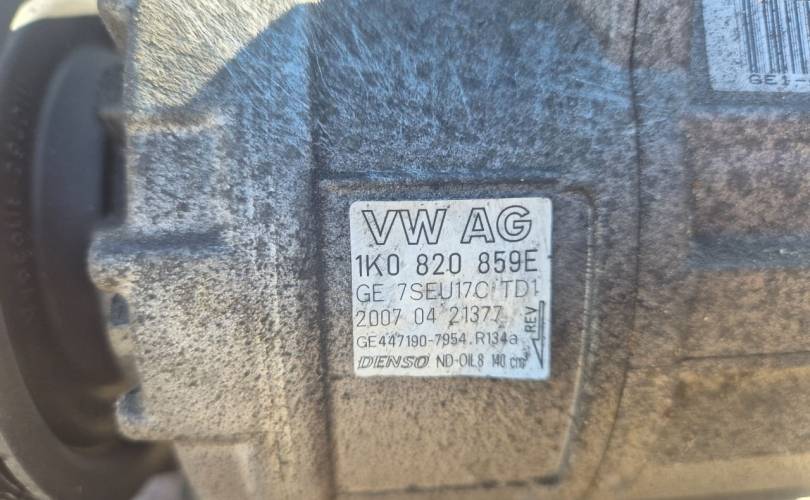 VW AG
1K0 820 859E
GE 7SEU17C TD1
2007 04 21377
GE447190-7954.R134a
REV
DENSO ND-OIL8 140 cm³